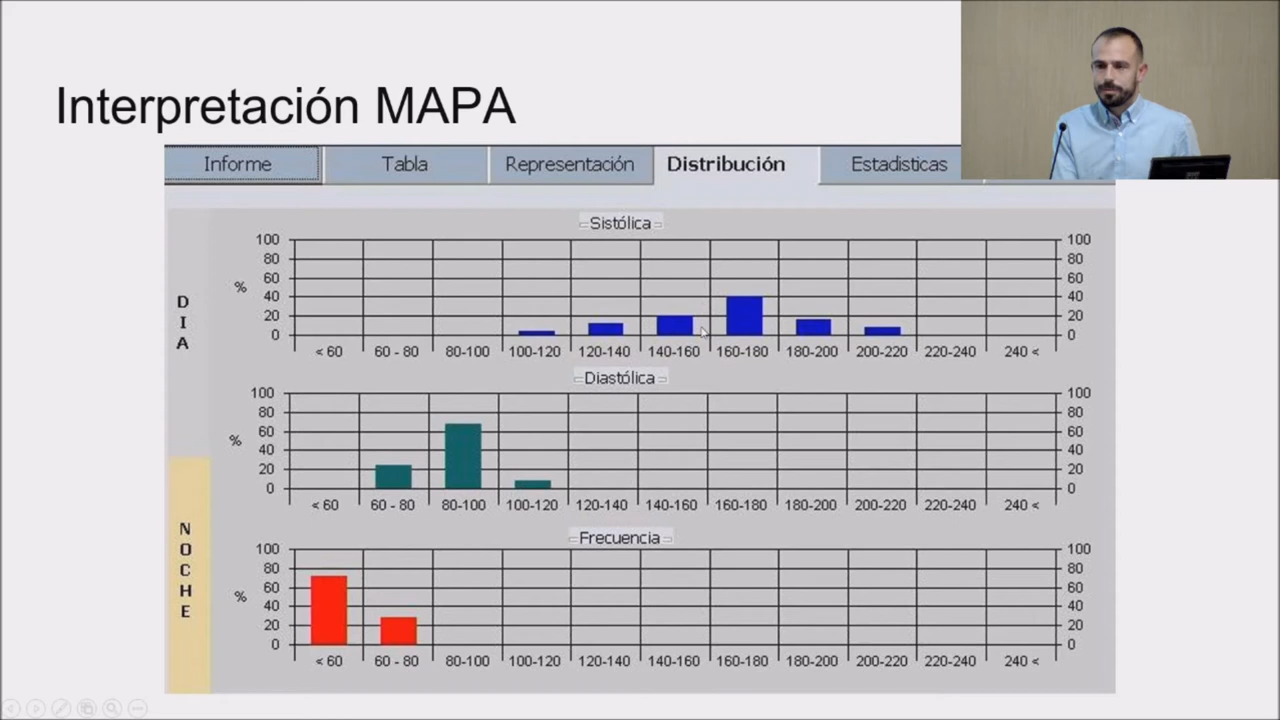 Interpretación MAPA
Informe Tabla Representación Distribución Estadisticas
Sistólica
100 100
80 80
60 60
%
40 40
20 20
0 0
< 60 60 - 80 80-100 100-120 120-140 140-160 160-180 180-200 200-220 220-240 240 <
DIA
Diastólica
100 100
80 80
60 60
%
40 40
20 20
0 0
< 60 60 - 80 80-100 100-120 120-140 140-160 160-180 180-200 200-220 220-240 240 <
NOCHE
Frecuencia
100 100
80 80
60 60
%
40 40
20 20
0 0
< 60 60 - 80 80-100 100-120 120-140 140-160 160-180 180-200 200-220 220-240 240 <